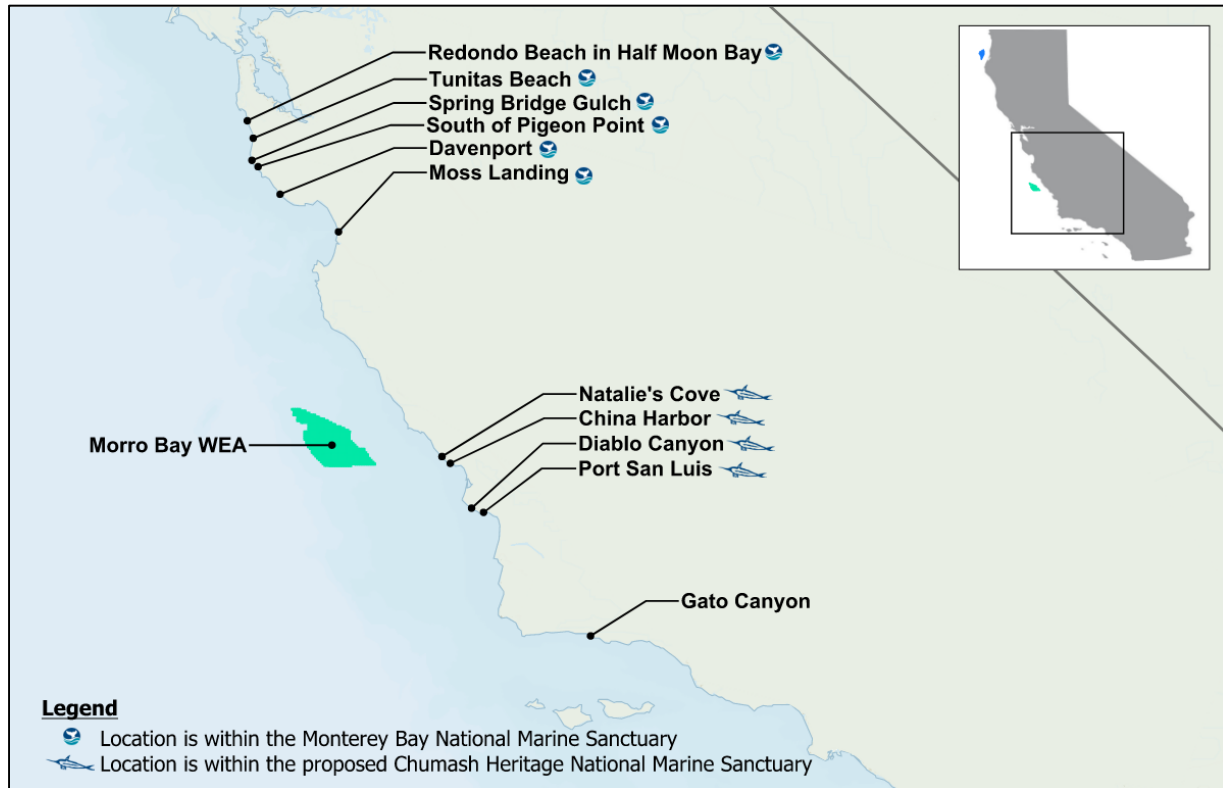 Redondo Beach in Half Moon Bay
Tunitas Beach
Spring Bridge Gulch
South of Pigeon Point
Davenport
Moss Landing
Natalie's Cove
China Harbor
Diablo Canyon
Port San Luis
Morro Bay WEA
Gato Canyon
Legend
Location is within the Monterey Bay National Marine Sanctuary
Location is within the proposed Chumash Heritage National Marine Sanctuary